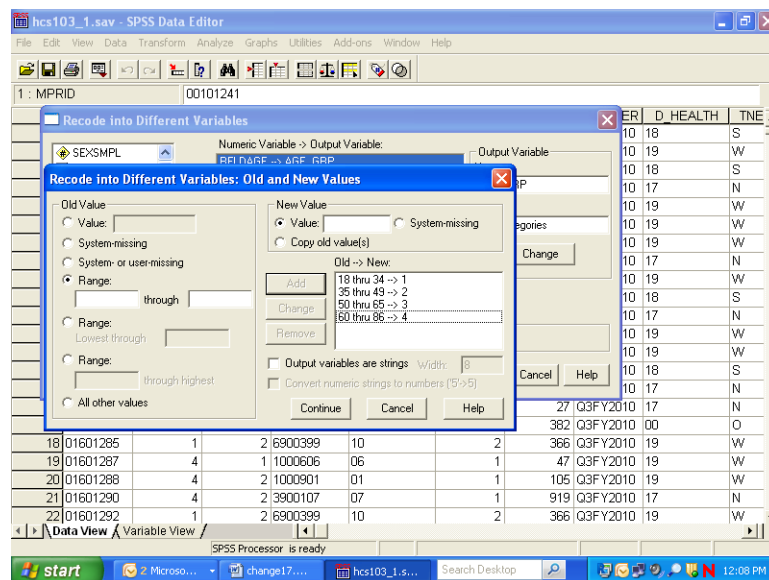 hcs103_1.sav - SPSS Data Editor
File Edit View Data Transform Analyze Graphs Utilities Add-ons Window Help
1 : MPRID 00101241
ER D_HEALTH TNE
Recode into Different Variables
10 18 S
SEXSMPL
Numeric Variable -> Output Variable:
Output Variable
10 19 W
10 18 S
Recode into Different Variables: Old and New Values
10 17 N
Old Value
New Value
10 19 W
Value:
Value:
System-missing
egories
10 19 W
System-missing
Copy old value(s)
10 19 W
System- or user-missing
Old --> New:
Change
10 17 N
Range:
through
Add
Change
Remove
18 thru 34 --> 1
35 thru 49 --> 2
50 thru 65 --> 3
60 thru 86 --> 4
10 19 W
10 18 S
10 17 N
Range:
Lowest through
10 19 W
10 19 W
Range:
through highest
Output variables are strings Width: 8
Convert numeric strings to numbers ('5'->5)
Cancel Help
10 18 S
10 17 N
All other values
Continue Cancel Help
27 Q3FY2010 17 N
382 Q3FY2010 00 O
18 01601285 1 2 6900399 10 2 366 Q3FY2010 19 W
19 01601287 4 1 1000606 06 1 47 Q3FY2010 19 W
20 01601288 4 2 1000901 01 1 105 Q3FY2010 19 W
21 01601290 4 2 3900107 07 1 919 Q3FY2010 17 N
22 01601292 1 2 6900399 10 2 366 Q3FY2010 19 W
Data View Variable View
SPSS Processor is ready
start 2 Microso... change17.... hcs103_1.s... Search Desktop N 12:08 PM